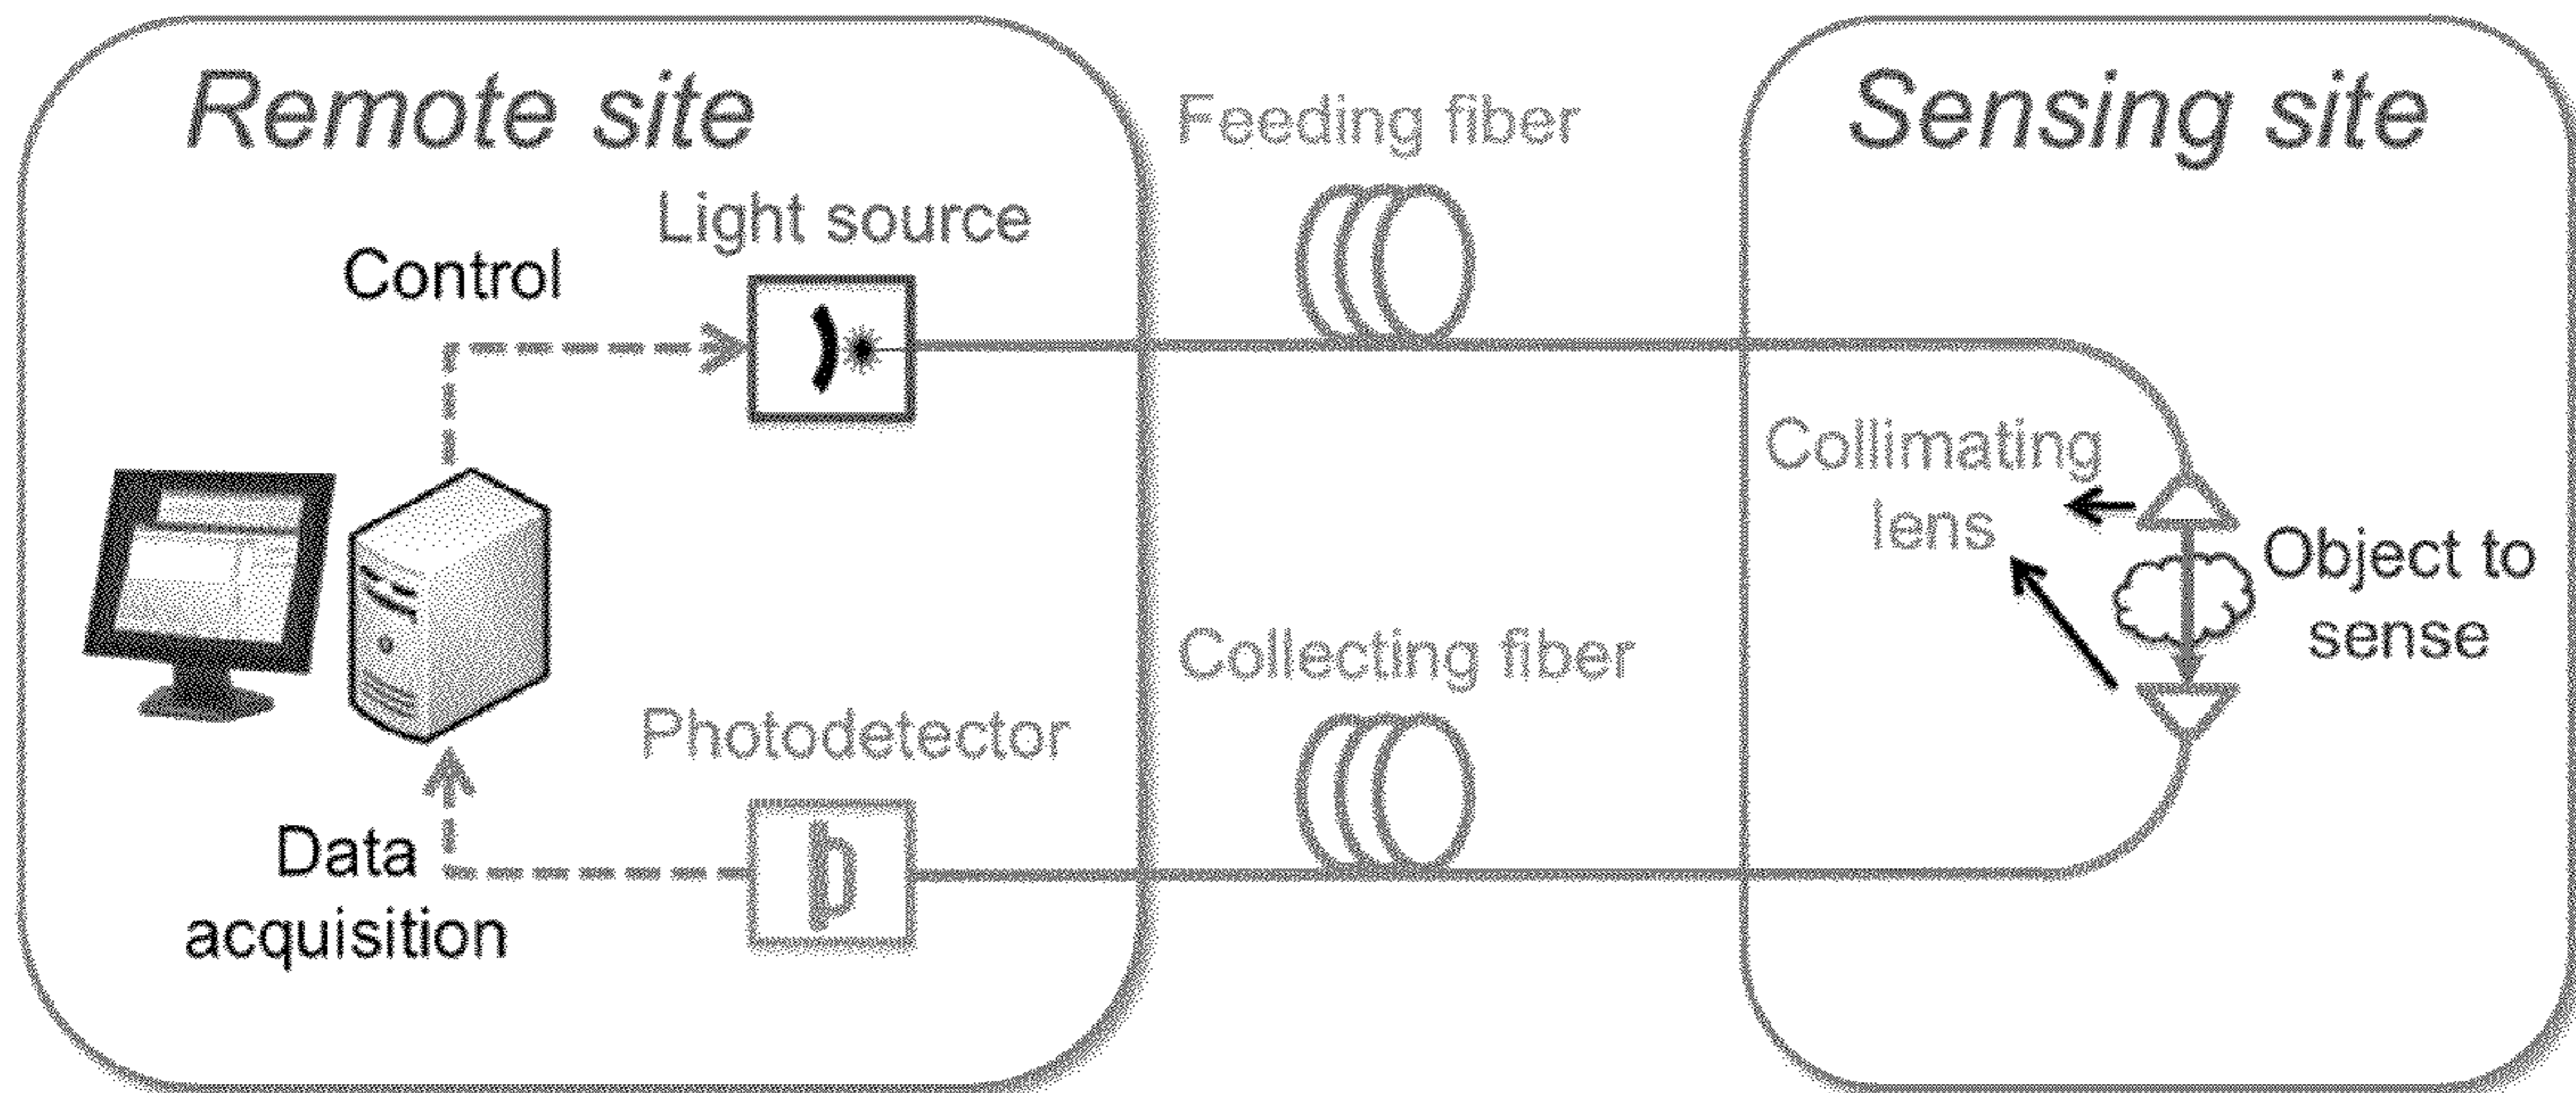 Remote site
Feeding fiber
Sensing site
Light source
Control
Collimating
lens
Object to
sense
Collecting fiber
Photodetector
Data
acquisition